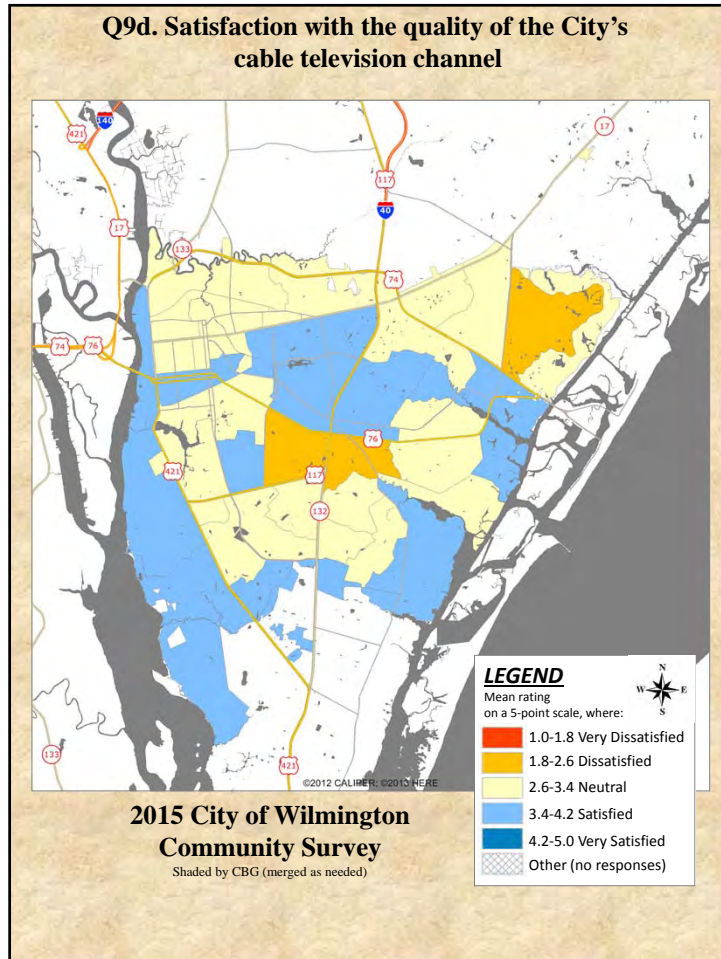 Q9d. Satisfaction with the quality of the City's
cable television channel
140
421
17
117
17
40
133
74
74
76
76
421
117
132
133
421
©2012 CALIPER; ©2013 HERE
LEGEND
Mean rating
on a 5-point scale, where:
N
W E
S
1.0-1.8 Very Dissatisfied
1.8-2.6 Dissatisfied
2.6-3.4 Neutral
3.4-4.2 Satisfied
4.2-5.0 Very Satisfied
Other (no responses)
2015 City of Wilmington
Community Survey
Shaded by CBG (merged as needed)